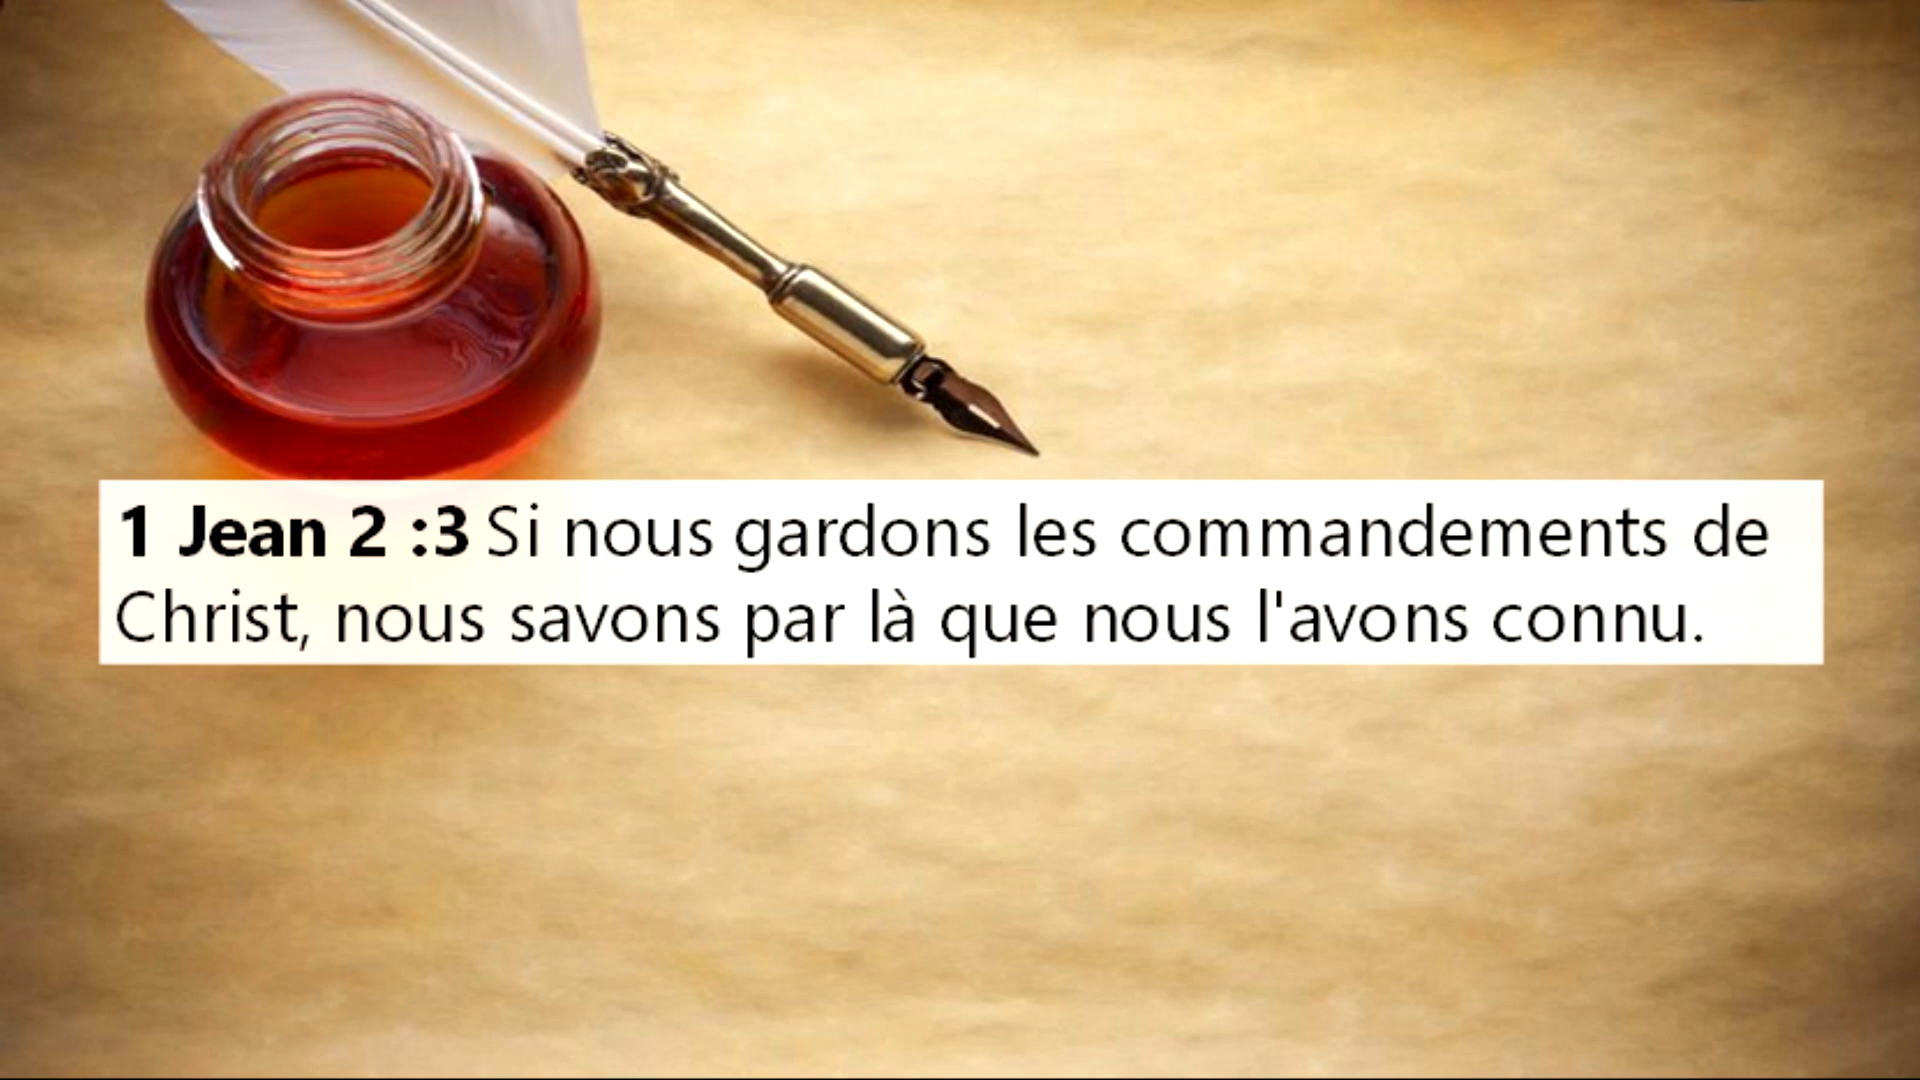 1 Jean 2 :3 Si nous gardons les commandements de
Christ, nous savons par là que nous l'avons connu.